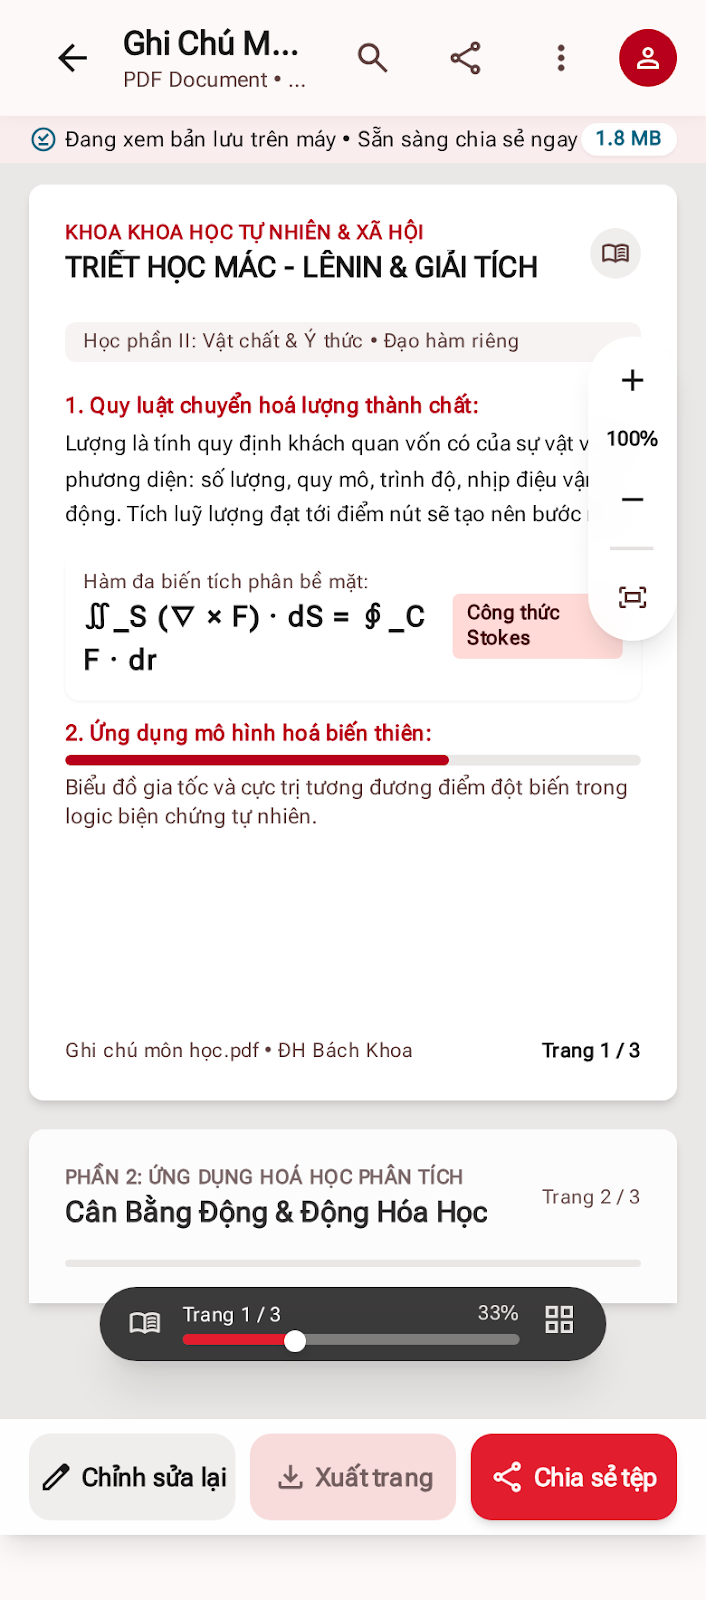 Ghi Chú M...
PDF Document • ...
Đang xem bản lưu trên máy • Sẵn sàng chia sẻ ngay
1.8 MB
KHOA KHOA HỌC TỰ NHIÊN & XÃ HỘI
TRIẾT HỌC MÁC - LÊNIN & GIẢI TÍCH
Học phần II: Vật chất & Ý thức • Đạo hàm riêng
100%
1. Quy luật chuyển hoá lượng thành chất:
Lượng là tính quy định khách quan vốn có của sự vật
phương diện: số lượng, quy mô, trình độ, nhịp điệu
động. Tích luỹ lượng đạt tới điểm nút sẽ tạo nên bước
Hàm đa biến tích phân bề mặt:
∬_S (∇ × F) · dS = ∮_C
F · dr
Công thức
Stokes
2. Ứng dụng mô hình hoá biến thiên:
Biểu đồ gia tốc và cực trị tương đương điểm đột biến trong
logic biện chứng tự nhiên.
Ghi chú môn học.pdf • ĐH Bách Khoa
Trang 1 / 3
PHẦN 2: ỨNG DỤNG HOÁ HỌC PHÂN TÍCH
Cân Bằng Động & Động Hóa Học
Trang 2 / 3
Trang 1 / 3
33%
Chỉnh sửa lại
Xuất trang
Chia sẻ tệp